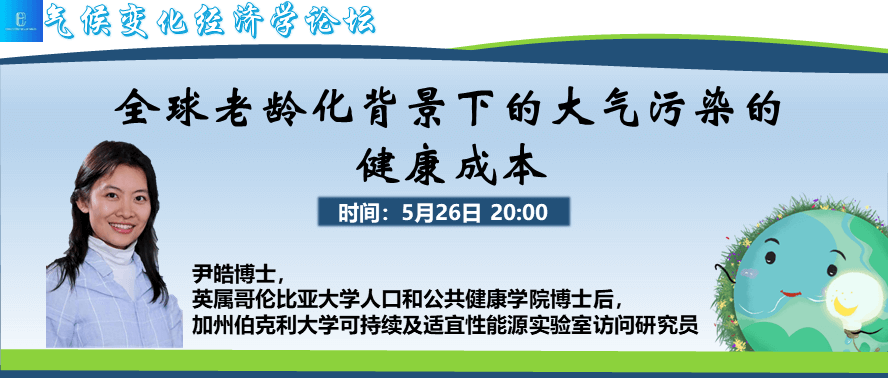 气候变化经济学论坛
全球老龄化背景下的大气污染的
健康成本
时间：5月26日 20:00
尹皓博士，
英属哥伦比亚大学人口和公共健康学院博士后，
加州伯克利大学可持续及适宜性能源实验室访问研究员